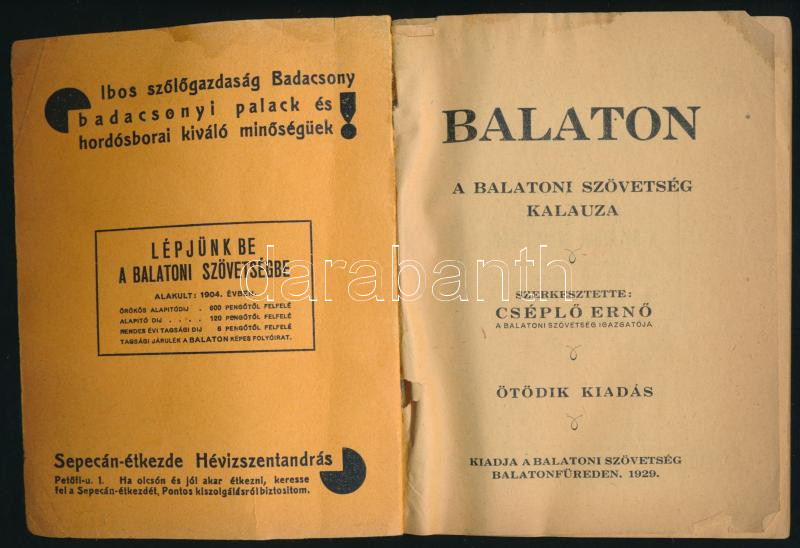 Ibos szőlőgazdaság Badacsony
badacsonyi palack és
hordósborai kiváló minőségüek!
LÉPJÜNK BE
A BALATONI SZÖVETSÉGBE
ALAKULT: 1904. ÉVBEN.
ÖRÖKÖS ALAPITÓDIJ . 600 PENGŐTŐL FELFELÉ
ALAPITÓ DIJ . . . . 120 PENGŐTŐL FELFELÉ
RENDES ÉVI TAGSÁGI DIJ 6 PENGŐTŐL FELFELÉ
TAGSÁGI JÁRULÉK A BALATON KÉPES FOLYÓIRAT.
Sepecán-étkezde Hévizszentandrás
Petőfi-u. 1. Ha olcsón és jól akar étkezni, keresse
fel a Sepecán-étkezdét, Pontos kiszolgálásról biztositom.
BALATON
A BALATONI SZÖVETSÉG
KALAUZA
SZERKESZTETTE:
CSÉPLŐ ERNŐ
A BALATONI SZÖVETSÉG IGAZGATÓJA
ÖTÖDIK KIADÁS
KIADJA A BALATONI SZÖVETSÉG
BALATONFÜREDEN. 1929.
darabanth